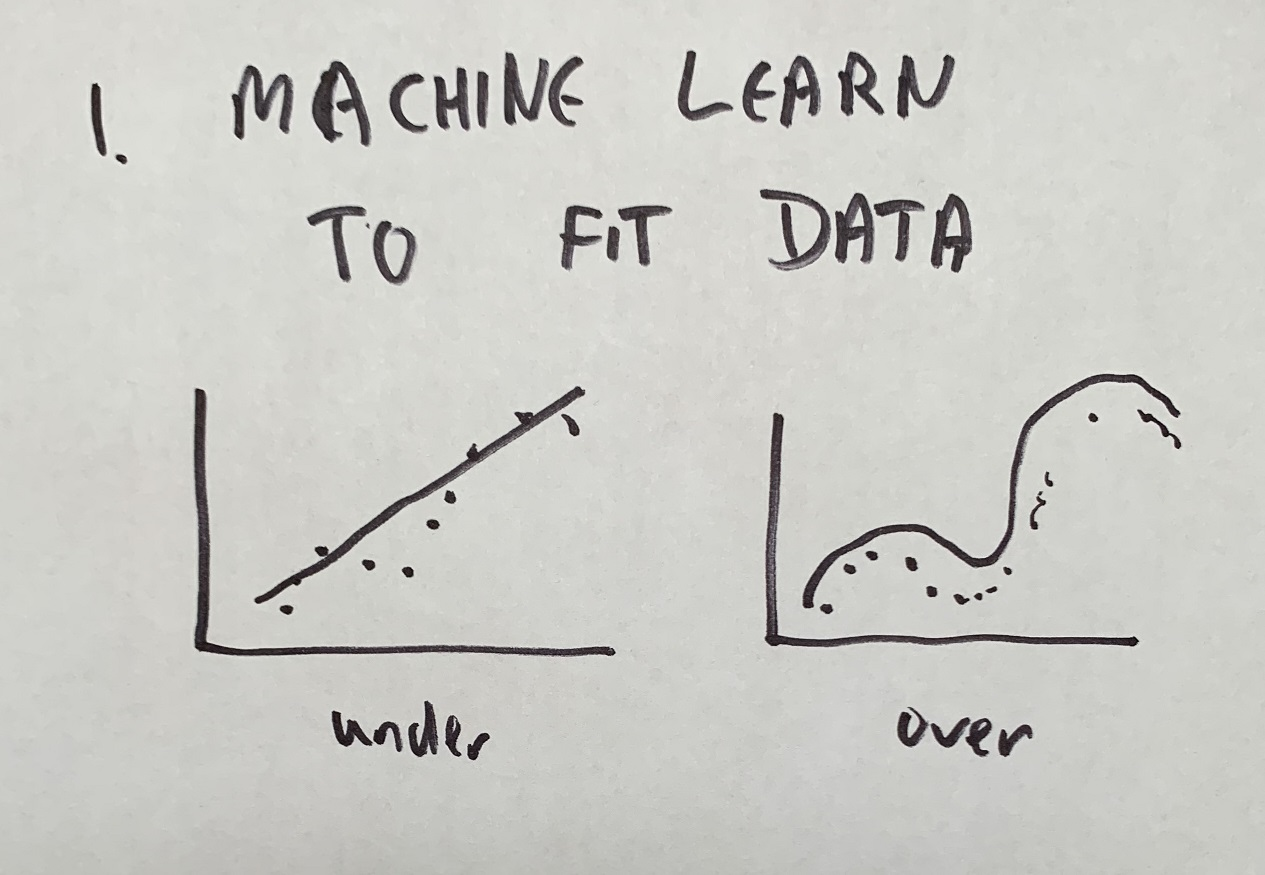 1. MACHINE LEARN
TO FIT DATA
under
over